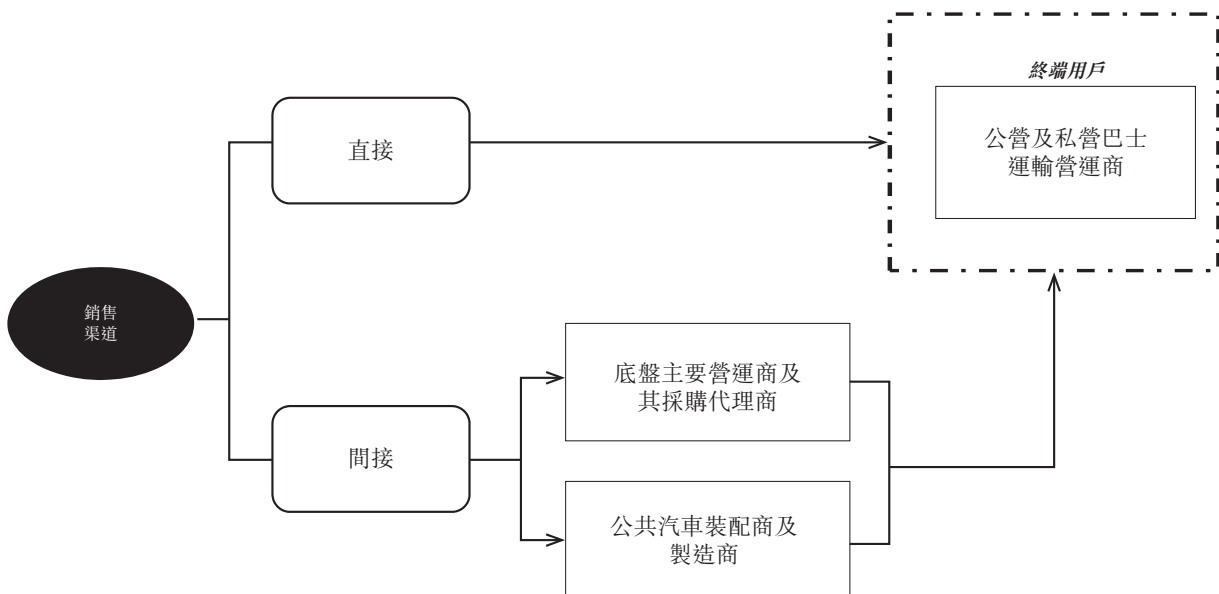 終端用戶
公營及私營巴士
運輸營運商
直接
銷售
渠道
底盤主要營運商及
其採購代理商
間接
公共汽車裝配商及
製造商